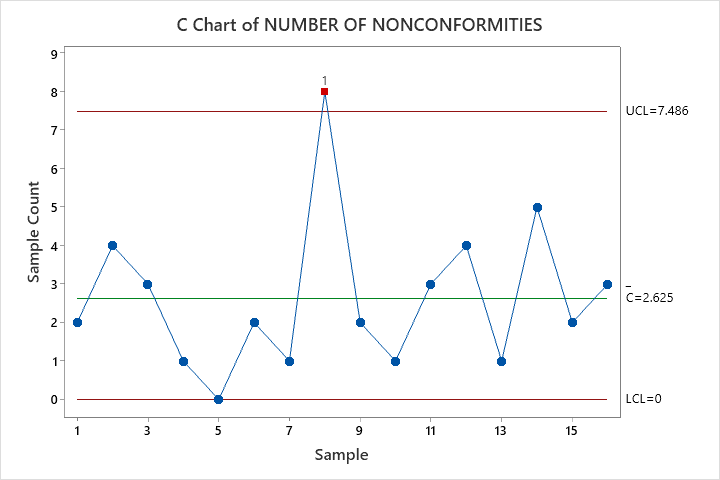 C Chart of NUMBER OF NONCONFORMITIES
9
8
7
6
5
4
3
2
1
0
Sample Count
1
UCL=7.486
_
C=2.625
LCL=0
1 3 5 7 9 11 13 15
Sample